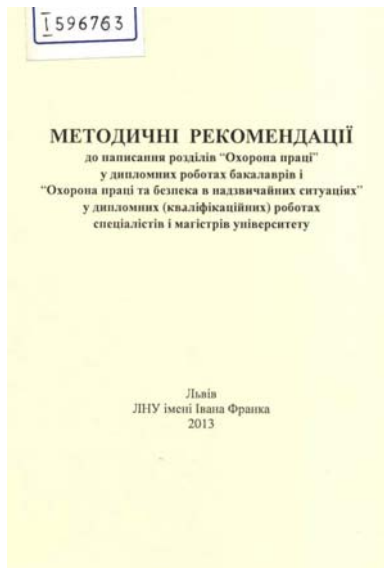 І 596763
МЕТОДИЧНІ РЕКОМЕНДАЦІЇ
до написання розділів “Охорона праці”
у дипломних роботах бакалаврів і
“Охорона праці та безпека в надзвичайних ситуаціях”
у дипломних (кваліфікаційних) роботах
спеціалістів і магістрів університету
Львів
ЛНУ імені Івана Франка
2013